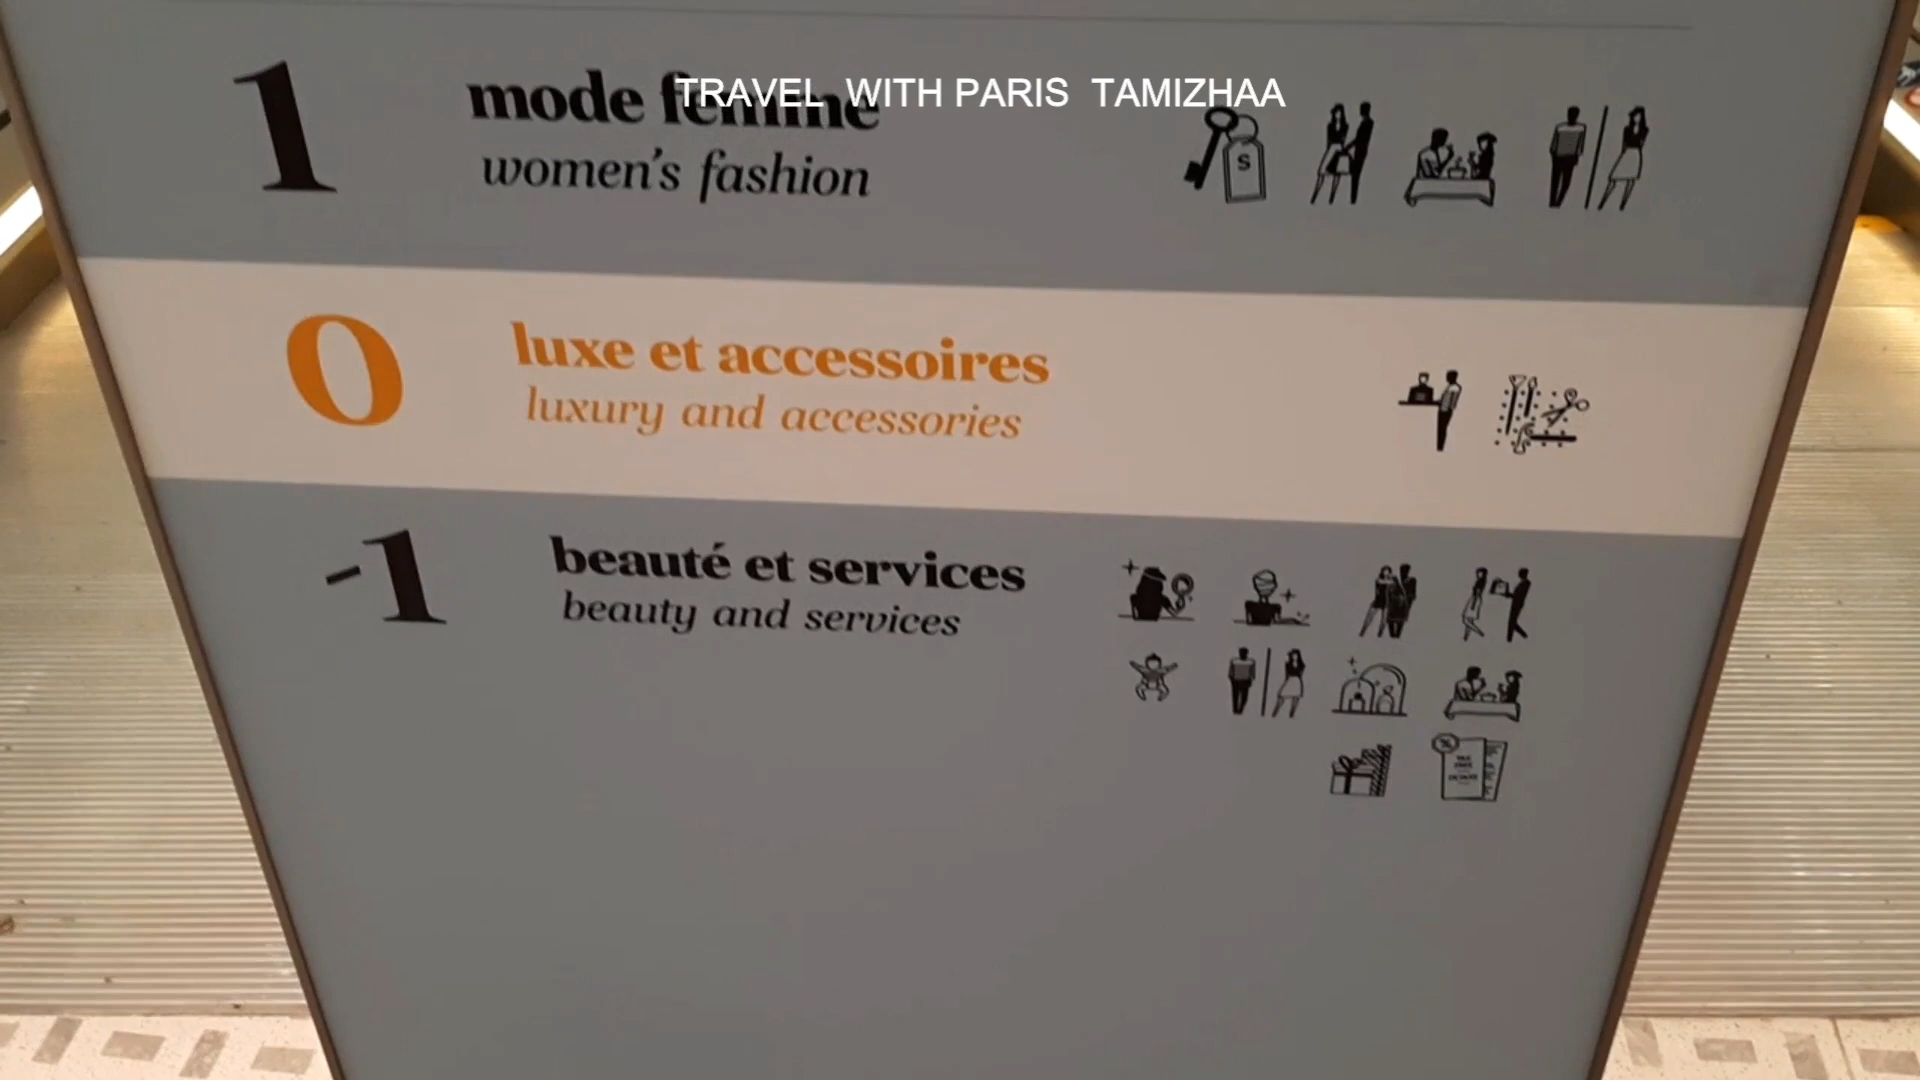 TRAVEL WITH PARIS TAMIZHAA
1
mode femme
women's fashion
S
0
luxe et accessoires
luxury and accessories
-1
beauté et services
beauty and services